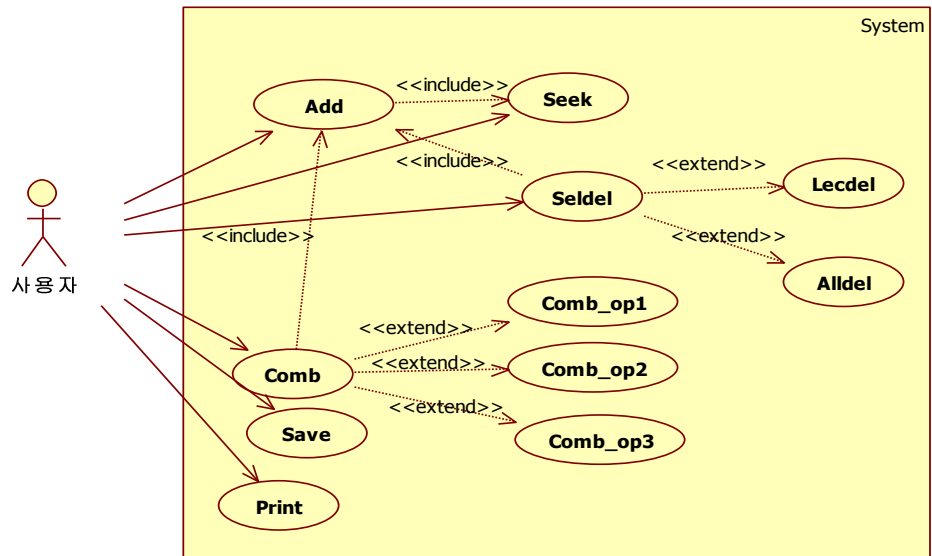 System
<<include>>
Add
Seek
<<include>>
<<extend>>
Seldel
Lecdel
<<include>>
<<extend>>
사용자
Alldel
Comb_op1
<<extend>>
Comb
<<extend>>
Comb_op2
<<extend>>
Save
Comb_op3
Print